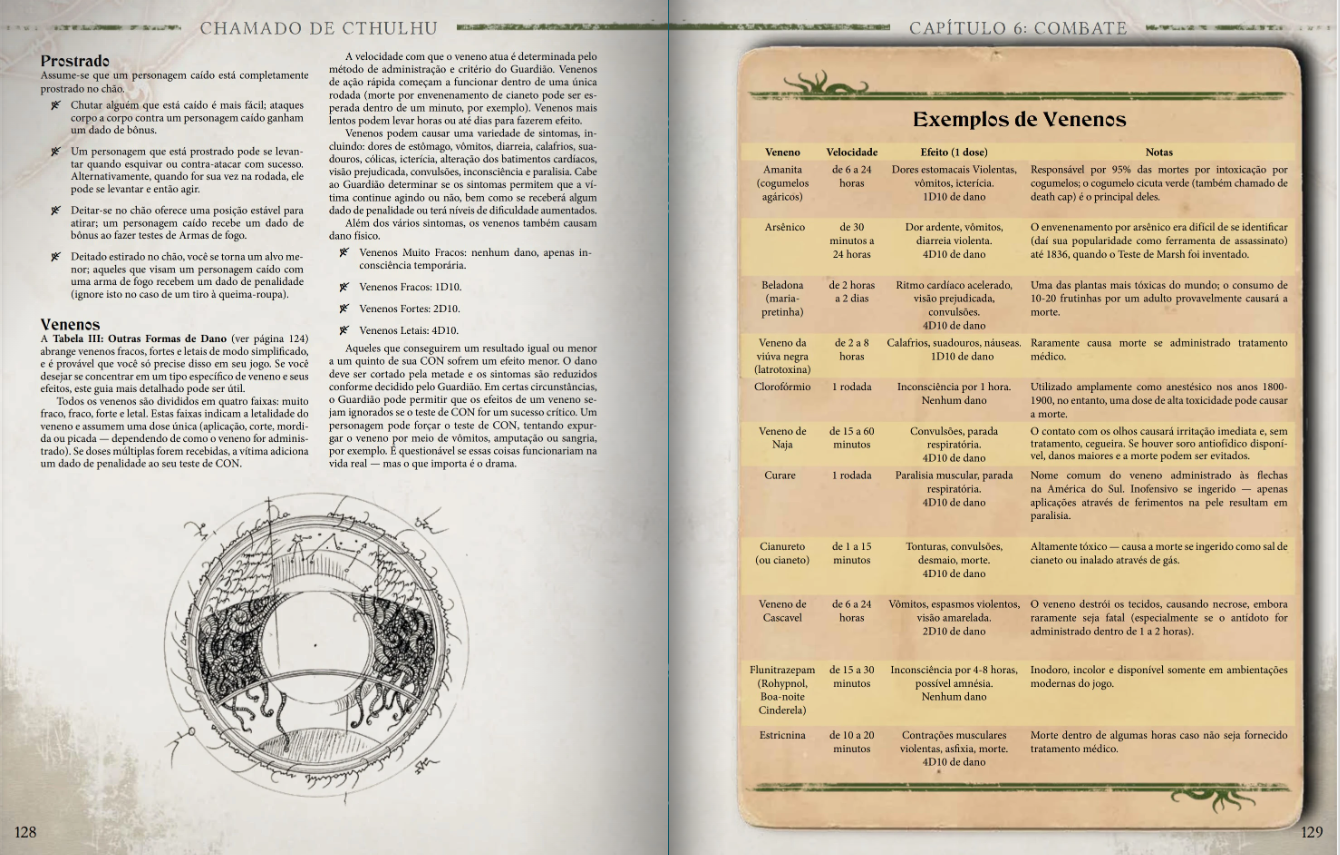 CHAMADO DE CTHULHU
Prostrado
Assume-se que um personagem caído está completamente
prostrado no chão.
Chutar alguém que está caído é mais fácil; ataques
corpo a corpo contra um personagem caído ganham
um dado de bônus.
Um personagem que está prostrado pode se levan-
tar quando esquivar ou contra-atacar com sucesso.
Alternativamente, quando for sua vez na rodada, ele
pode se levantar e então agir.
Deitar-se no chão oferece uma posição estável para
atirar; um personagem caído recebe um dado de
bônus ao fazer testes de Armas de fogo.
Deitado estirado no chão, você se torna um alvo me-
nor; aqueles que visam um personagem caído com
uma arma de fogo recebem um dado de penalidade
(ignore isto no caso de um tiro à queima-roupa).
Venenos
A Tabela III: Outras Formas de Dano (ver página 124)
abrange venenos fracos, fortes e letais de modo simplificado,
e é provável que você só precise disso em seu jogo. Se você
desejar se concentrar em um tipo específico de veneno e seus
efeitos, este guia mais detalhado pode ser útil.
Todos os venenos são divididos em quatro faixas: muito
fraco, fraco, forte e letal. Estas faixas indicam a letalidade do
veneno e assumem uma dose única (aplicação, corte, mordi-
da ou picada — dependendo de como o veneno for adminis-
trado). Se doses múltiplas forem recebidas, a vítima adiciona
um dado de penalidade ao seu teste de CON.
A velocidade com que o veneno atua é determinada pelo
método de administração e critério do Guardião. Venenos
de ação rápida começam a funcionar dentro de uma única
rodada (morte por envenenamento de cianeto pode ser es-
perada dentro de um minuto, por exemplo). Venenos mais
lentos podem levar horas ou até dias para fazerem efeito.
Venenos podem causar uma variedade de sintomas, in-
cluindo: dores de estômago, vômitos, diarreia, calafrios, sua-
douros, cólicas, icterícia, alteração dos batimentos cardíacos,
visão prejudicada, convulsões, inconsciência e paralisia. Cabe
ao Guardião determinar se os sintomas permitem que a ví-
tima continue agindo ou não, bem como se receberá algum
dado de penalidade ou terá níveis de dificuldade aumentados.
Além dos vários sintomas, os venenos também causam
dano físico.
Venenos Muito Fracos: nenhum dano, apenas in-
consciência temporária.
Venenos Fracos: 1D10.
Venenos Fortes: 2D10.
Venenos Letais: 4D10.
Aqueles que conseguirem um resultado igual ou menor
a um quinto de sua CON sofrem um efeito menor. O dano
deve ser cortado pela metade e os sintomas são reduzidos
conforme decidido pelo Guardião. Em certas circunstâncias,
o Guardião pode permitir que os efeitos de um veneno se-
jam ignorados se o teste de CON for um sucesso crítico. Um
personagem pode forçar o teste de CON, tentando expur-
gar o veneno por meio de vômitos, amputação ou sangria,
por exemplo. É questionável se essas coisas funcionariam na
vida real — mas o que importa é o drama.
128
CAPÍTULO 6: COMBATE
Exemplos de Venenos
Veneno Velocidade Efeito (1 dose) Notas
Amanita de 6 a 24 Dores estomacais Violentas, Responsável por 95% das mortes por intoxicação por
(cogumelos horas vômitos, icterícia. cogumelos; o cogumelo cicuta verde (também chamado de
agáricos) 1D10 de dano death cap) é o principal deles.
Arsênico de 30 Dor ardente, vômitos, O envenenamento por arsênico era difícil de se identificar
minutos a diarreia violenta. (daí sua popularidade como ferramenta de assassinato)
24 horas 4D10 de dano até 1836, quando o Teste de Marsh foi inventado.
Beladona de 2 horas Ritmo cardíaco acelerado, Uma das plantas mais tóxicas do mundo; o consumo de
(maria- a 2 dias visão prejudicada, 10-20 frutinhas por um adulto provavelmente causará a
pretinha) convulsões. morte.
4D10 de dano
Veneno da de 2 a 8 Calafrios, suadouros, náuseas. Raramente causa morte se administrado tratamento
viúva negra horas 1D10 de dano médico.
(latrotoxina)
Clorofórmio 1 rodada Inconsciência por 1 hora. Utilizado amplamente como anestésico nos anos 1800-
Nenhum dano 1900, no entanto, uma dose de alta toxicidade pode causar
a morte.
Veneno de de 15 a 60 Convulsões, parada O contato com os olhos causará irritação imediata e, sem
Naja minutos respiratória. tratamento, cegueira. Se houver soro antiofídico disponí-
4D10 de dano vel, danos maiores e a morte podem ser evitados.
Curare 1 rodada Paralisia muscular, parada Nome comum do veneno administrado às flechas
respiratória. na América do Sul. Inofensivo se ingerido — apenas
4D10 de dano aplicações através de ferimentos na pele resultam em
paralisia.
Cianureto de 1 a 15 Tonturas, convulsões, Altamente tóxico — causa a morte se ingerido como sal de
(ou cianeto) minutos desmaio, morte. cianeto ou inalado através de gás.
4D10 de dano
Veneno de de 6 a 24 Vômitos, espasmos violentos, O veneno destrói os tecidos, causando necrose, embora
Cascavel horas visão amarelada. raramente seja fatal (especialmente se o antídoto for
2D10 de dano administrado dentro de 1 a 2 horas).
Flunitrazepam de 15 a 30 Inconsciência por 4-8 horas, Inodoro, incolor e disponível somente em ambientações
(Rohypnol, minutos possível amnésia. modernas do jogo.
Boa-noite Nenhum dano
Cinderela)
Estricnina de 10 a 20 Contrações musculares Morte dentro de algumas horas caso não seja fornecido
minutos violentas, asfixia, morte. tratamento médico.
4D10 de dano
129